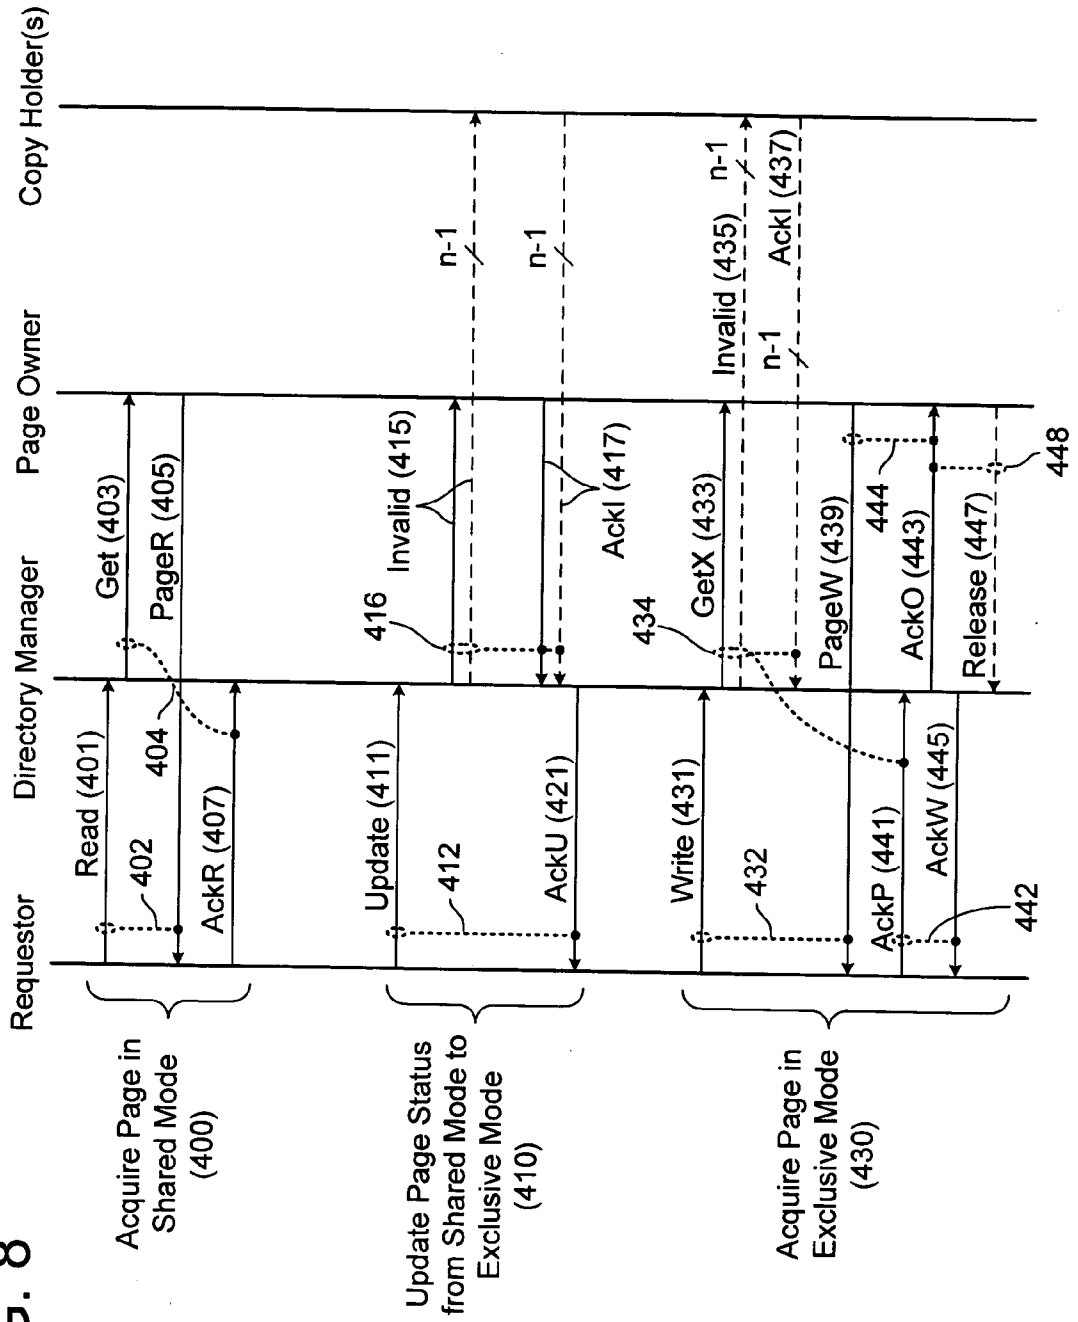 G. 8
Requestor
Directory Manager
Page Owner
Copy Holder(s)
Acquire Page in
Shared Mode
(400)
Read (401)
402
Get (403)
404
PageR (405)
AckR (407)
Update Page Status
from Shared Mode to
Exclusive Mode
(410)
Update (411)
412
Invalid (415)
n-1
416
AckI (417)
n-1
AckU (421)
Acquire Page in
Exclusive Mode
(430)
Write (431)
432
GetX (433)
434
Invalid (435)
n-1
AckI (437)
n-1
PageW (439)
AckP (441)
442
AckO (443)
444
AckW (445)
Release (447)
448